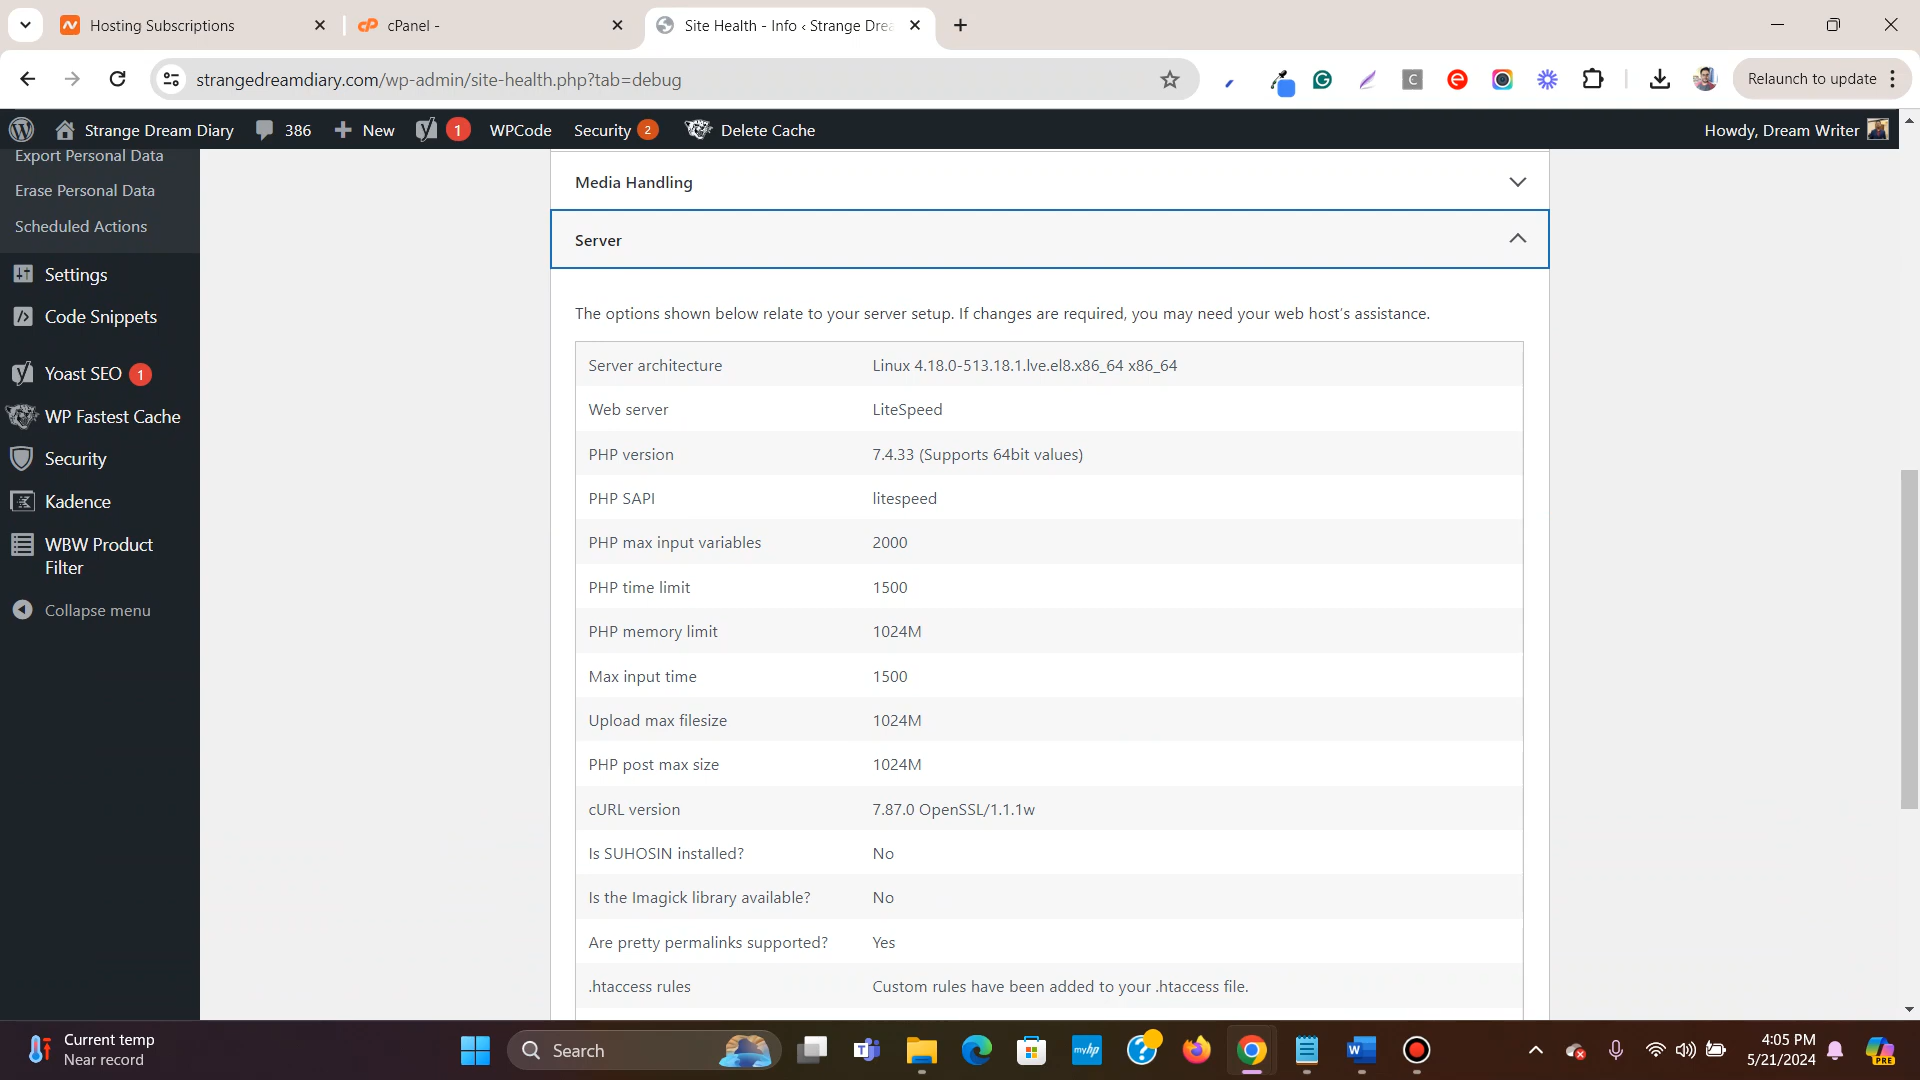 Hosting Subscriptions
cPanel -
Site Health - Info ‹ Strange Drea
strangedreamdiary.com/wp-admin/site-health.php?tab=debug
Relaunch to update
Strange Dream Diary
386
New
1
WPCode
Security 2
Delete Cache
Howdy, Dream Writer
Export Personal Data
Erase Personal Data
Scheduled Actions
Settings
Code Snippets
Yoast SEO 1
WP Fastest Cache
Security
Kadence
WBW Product
Filter
Collapse menu
Media Handling
Server
The options shown below relate to your server setup. If changes are required, you may need your web host’s assistance.
Server architecture Linux 4.18.0-513.18.1.lve.el8.x86_64 x86_64
Web server LiteSpeed
PHP version 7.4.33 (Supports 64bit values)
PHP SAPI litespeed
PHP max input variables 2000
PHP time limit 1500
PHP memory limit 1024M
Max input time 1500
Upload max filesize 1024M
PHP post max size 1024M
cURL version 7.87.0 OpenSSL/1.1.1w
Is SUHOSIN installed? No
Is the Imagick library available? No
Are pretty permalinks supported? Yes
.htaccess rules Custom rules have been added to your .htaccess file.
Current temp
Near record
Search
myhp
4:05 PM
5/21/2024
PRE